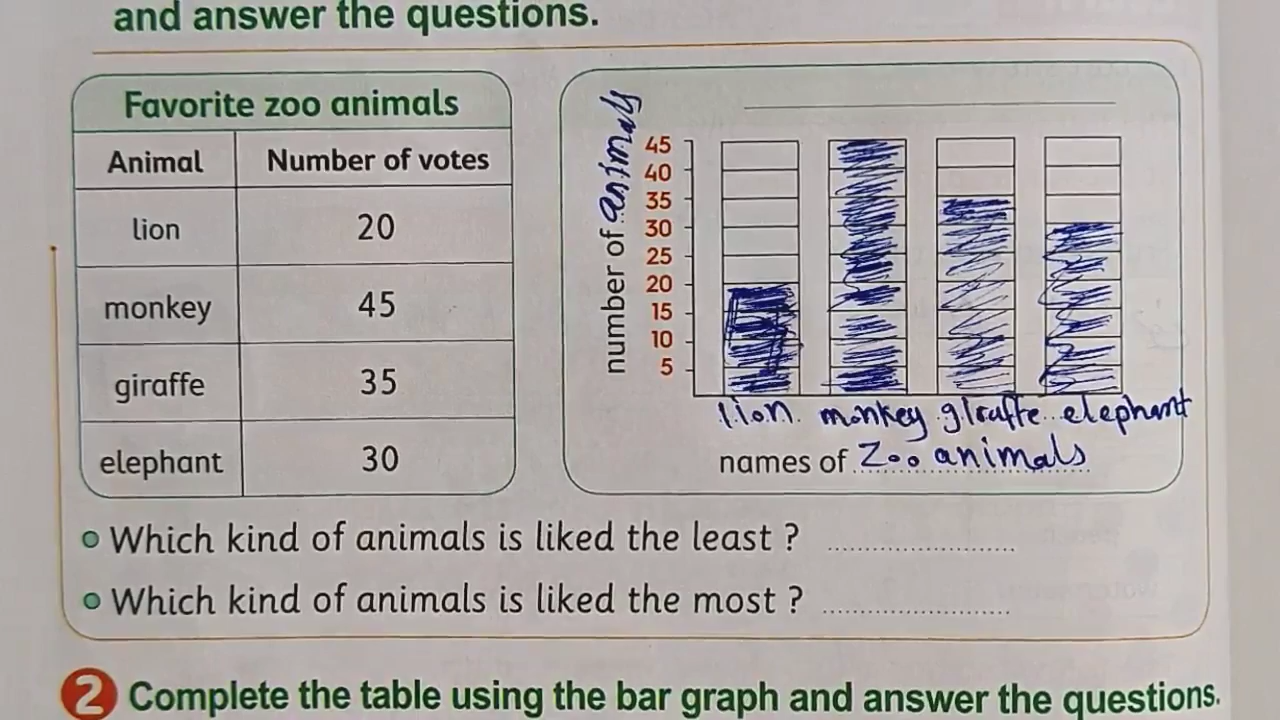 and answer the questions.
Favorite zoo animals
Animal Number of votes
lion 20
monkey 45
giraffe 35
elephant 30
number of animals
45
40
35
30
25
20
15
10
5
lion monkey giraffe elephant
names of Zoo animals
Which kind of animals is liked the least ?
Which kind of animals is liked the most ?
2 Complete the table using the bar graph and answer the questions.